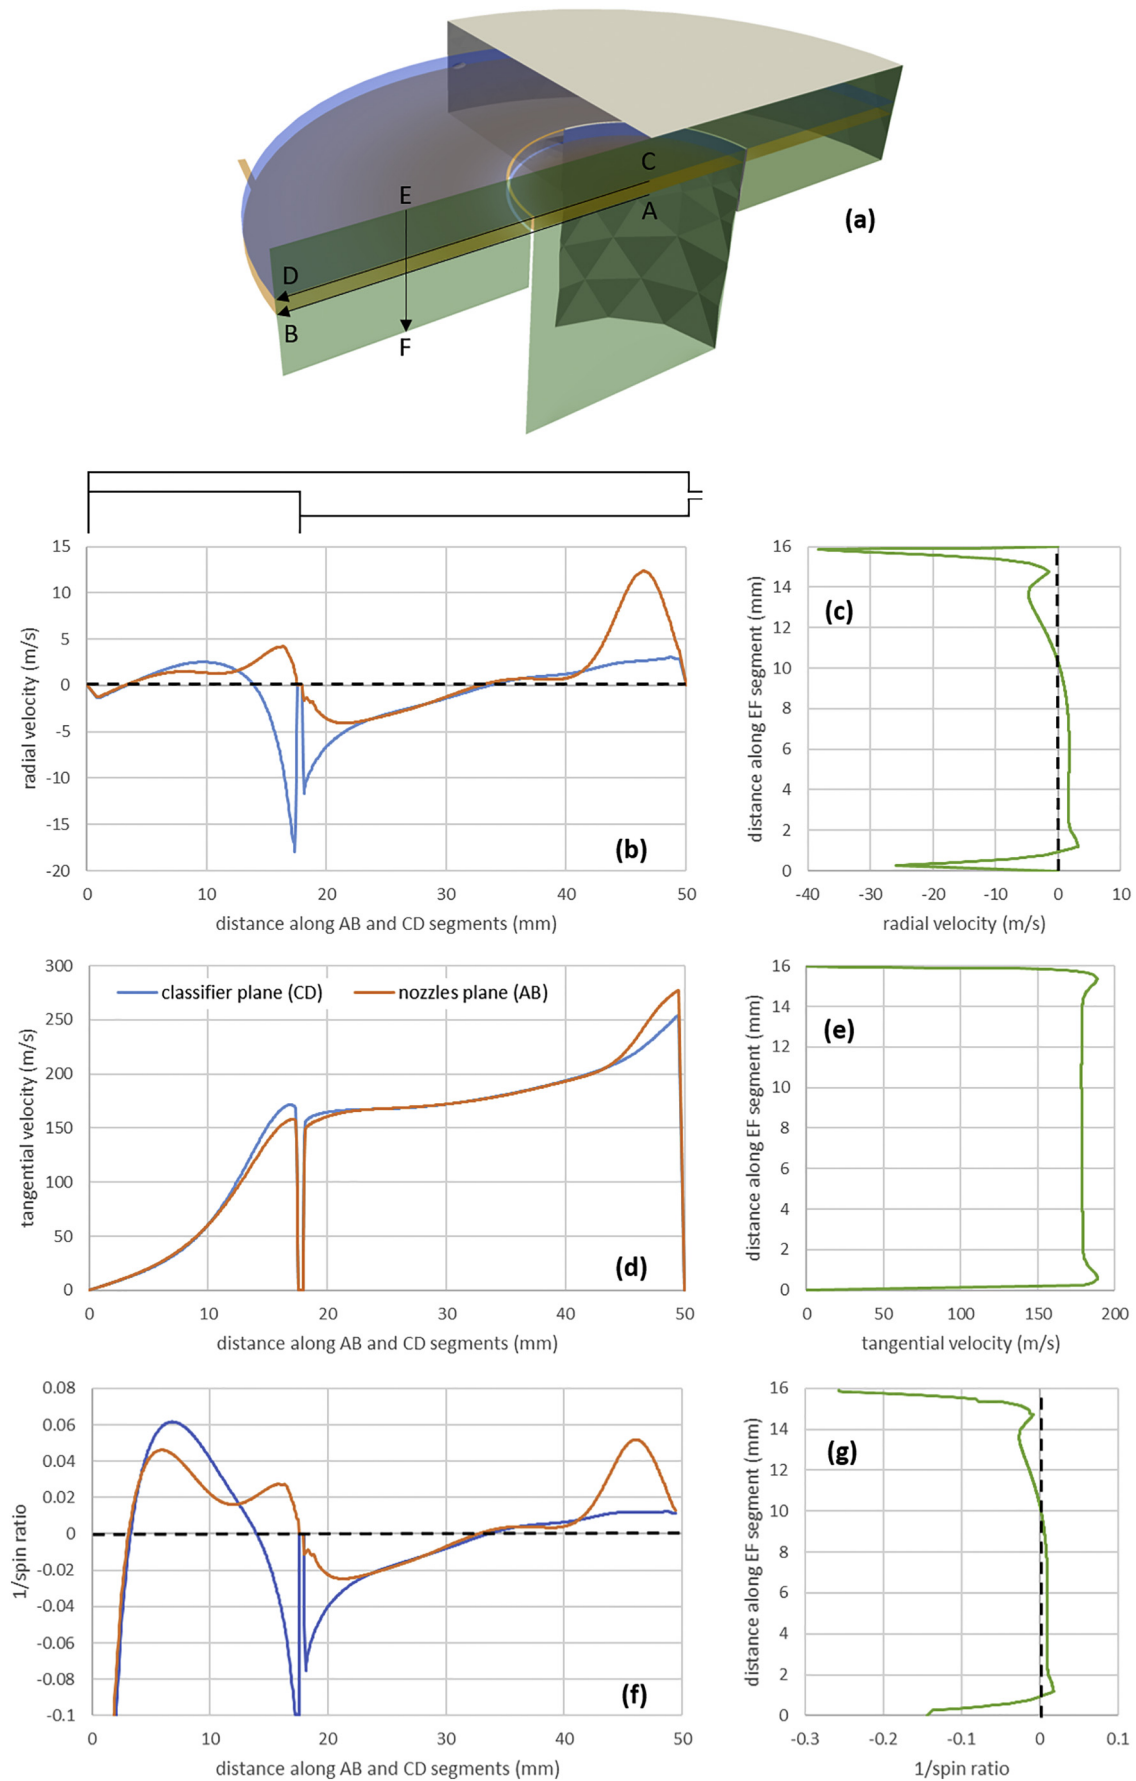 C
A
E
(a)
D
B
F
15
10
5
0
-5
-10
-15
-20
radial velocity (m/s)
(b)
0 10 20 30 40 50
distance along AB and CD segments (mm)
16
14
12
10
8
6
4
2
0
distance along EF segment (mm)
(c)
-40 -30 -20 -10 0 10
radial velocity (m/s)
300
250
200
150
100
50
0
tangential velocity (m/s)
classifier plane (CD) nozzles plane (AB)
(d)
0 10 20 30 40 50
distance along AB and CD segments (mm)
16
14
12
10
8
6
4
2
0
distance along EF segment (mm)
(e)
0 50 100 150 200
tangential velocity (m/s)
0.08
0.06
0.04
0.02
0
-0.02
-0.04
-0.06
-0.08
-0.1
1/spin ratio
(f)
0 10 20 30 40 50
distance along AB and CD segments (mm)
16
14
12
10
8
6
4
2
0
distance along EF segment (mm)
(g)
-0.3 -0.2 -0.1 0 0.1
1/spin ratio